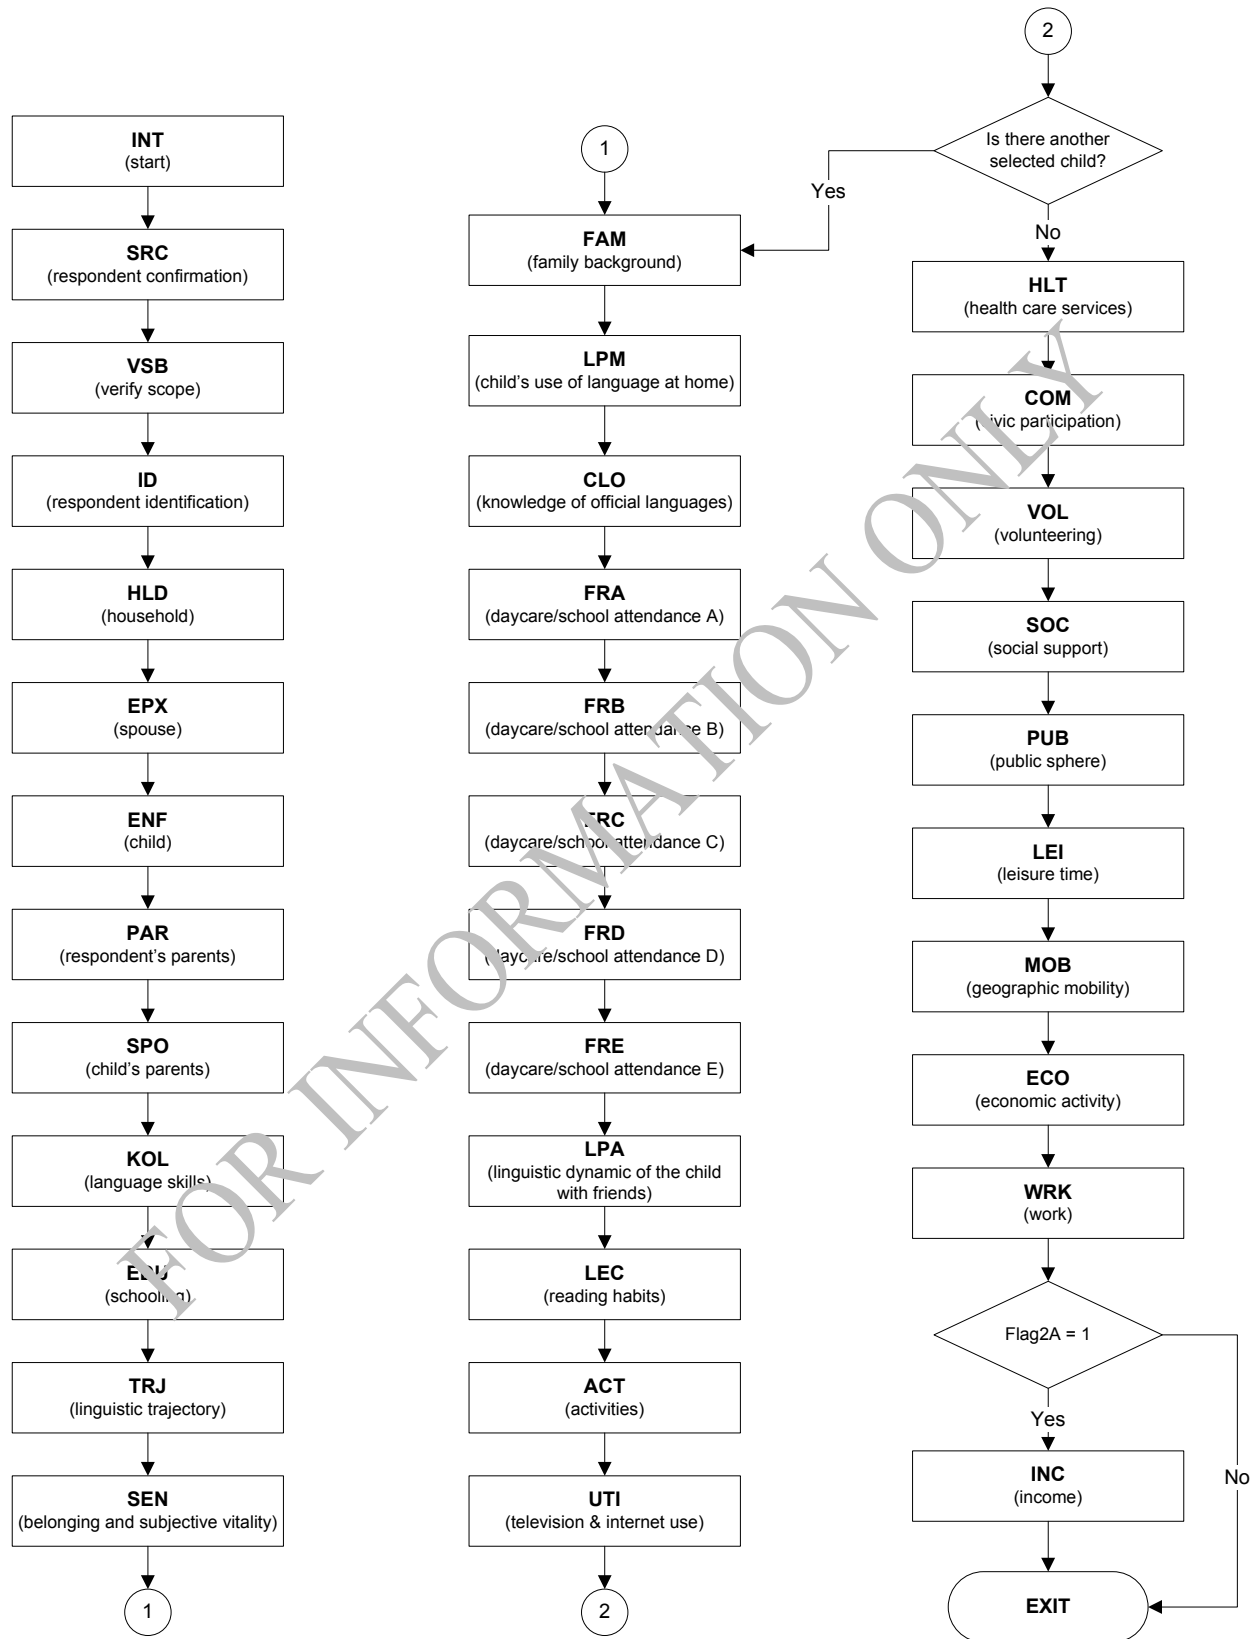 INT
(start)
SRC
(respondent confirmation)
VSB
(verify scope)
ID
(respondent identification)
HLD
(household)
EPX
(spouse)
ENF
(child)
PAR
(respondent’s parents)
SPO
(child’s parents)
KOL
(language skills)
EDU
(schooling)
TRJ
(linguistic trajectory)
SEN
(belonging and subjective vitality)
1
1
FAM
(family background)
LPM
(child’s use of language at home)
CLO
(knowledge of official languages)
FRA
(daycare/school attendance A)
FRB
(daycare/school attendance B)
FRC
(daycare/school attendance C)
FRD
(daycare/school attendance D)
FRE
(daycare/school attendance E)
LPA
(linguistic dynamic of the child
with friends)
LEC
(reading habits)
ACT
(activities)
UTI
(television & internet use)
2
2
Is there another
selected child?
Yes
No
HLT
(health care services)
COM
(civic participation)
VOL
(volunteering)
SOC
(social support)
PUB
(public sphere)
LEI
(leisure time)
MOB
(geographic mobility)
ECO
(economic activity)
WRK
(work)
Flag2A = 1
Yes
No
INC
(income)
EXIT
FOR INFORMATION ONLY